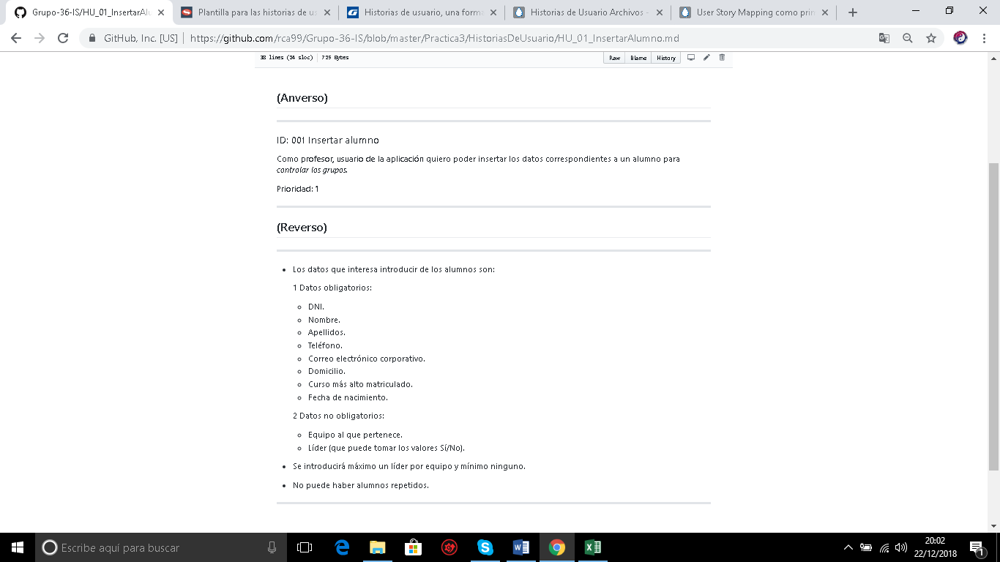 Grupo-36-IS/HU_01_InsertarAlu
Plantilla para las historias de us
Historias de usuario, una forma
Historias de Usuario Archivos -
User Story Mapping como prim
GitHub, Inc. [US]
https://github.com/rca99/Grupo-36-IS/blob/master/Practica3/HistoriasDeUsuario/HU_01_InsertarAlumno.md
38 lines (24 sloc) 725 Bytes
Raw Blame History
(Anverso)
ID: 001 Insertar alumno
Como profesor, usuario de la aplicación quiero poder insertar los datos correspondientes a un alumno para
controlar los grupos.
Prioridad: 1
(Reverso)
Los datos que interesa introducir de los alumnos son:
1 Datos obligatorios:
DNI.
Nombre.
Apellidos.
Teléfono.
Correo electrónico corporativo.
Domicilio.
Curso más alto matriculado.
Fecha de nacimiento.
2 Datos no obligatorios:
Equipo al que pertenece.
Líder (que puede tomar los valores Sí/No).
Se introducirá máximo un líder por equipo y mínimo ninguno.
No puede haber alumnos repetidos.
Escribe aquí para buscar
20:02
22/12/2018
1